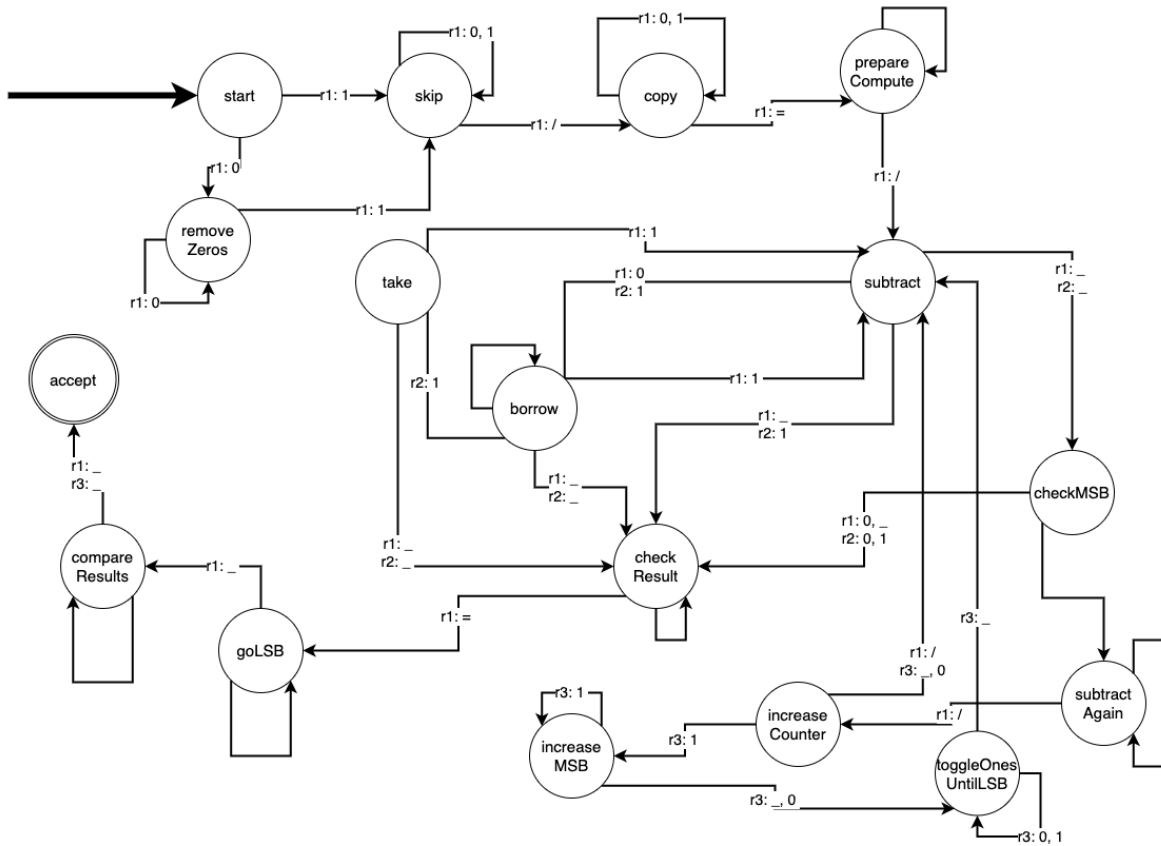 r1: 0, 1
r1: 0, 1
prepare
Compute
start
r1: 1
skip
copy
r1: =
r1: /
r1: 0
r1: /
r1: 1
remove
Zeros
r1: 1
r1: _
r2: _
take
r1: 0
r2: 1
subtract
r1: 0
accept
r2: 1
r1: 1
borrow
r1: _
r2: 1
r1: _
r3: _
r1: _
r2: _
checkMSB
r1: 0, _
r2: 0, 1
r1: _
r2: _
compare
Results
r1: _
check
Result
r1: =
r3: _
goLSB
r1: /
r3: _, 0
r3: 1
increase
Counter
r1: /
subtract
Again
r3: 1
increase
MSB
toggleOnes
UntilLSB
r3: _, 0
r3: 0, 1